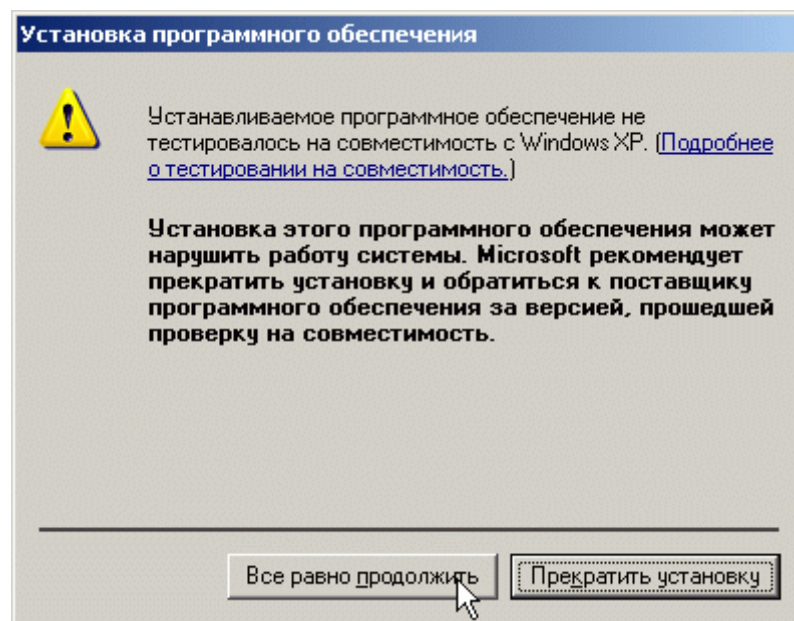 Установка программного обеспечения
Устанавливаемое программное обеспечение не
тестировалось на совместимость с Windows XP. (Подробнее
о тестировании на совместимость.)
Установка этого программного обеспечения может
нарушить работу системы. Microsoft рекомендует
прекратить установку и обратиться к поставщику
программного обеспечения за версией, прошедшей
проверку на совместимость.
Все равно продолжить Прекратить установку